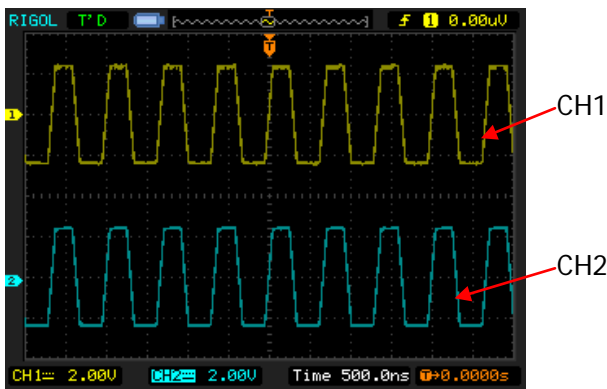 RIGOL T'D T ƒ 1 0.00uV
T
1
CH1
2
CH2
CH1 2.00V CH2 2.00V Time 500.0ns T→0.0000s